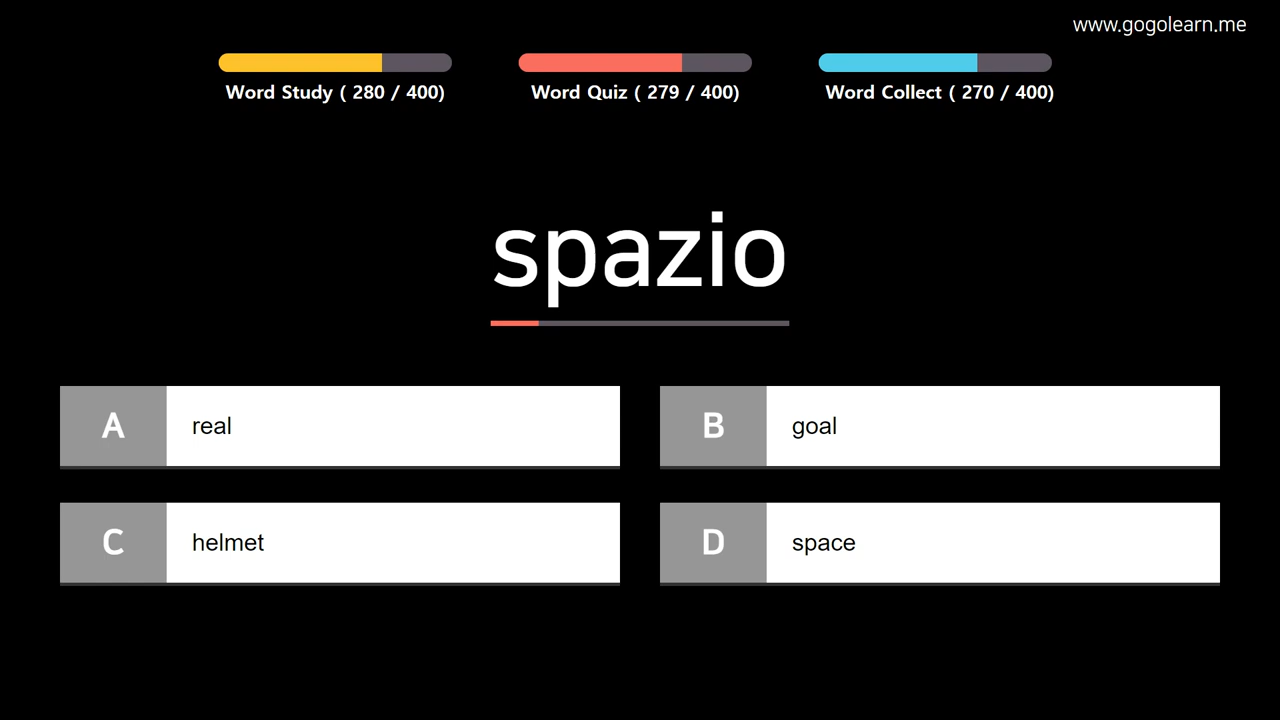 www.gogolearn.me
Word Study ( 280 / 400)
Word Quiz ( 279 / 400)
Word Collect ( 270 / 400)
spazio
A real
B goal
C helmet
D space